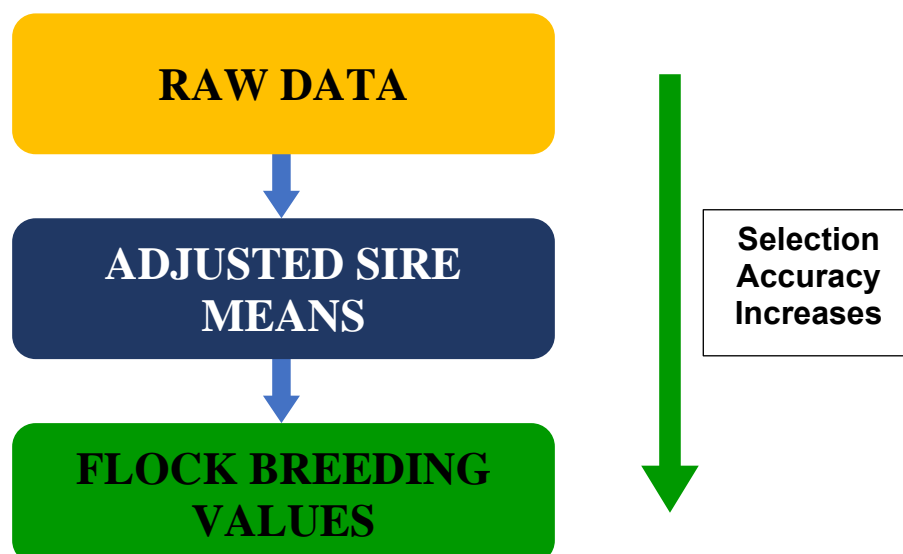 RAW DATA
ADJUSTED SIRE
MEANS
Selection
Accuracy
Increases
FLOCK BREEDING
VALUES